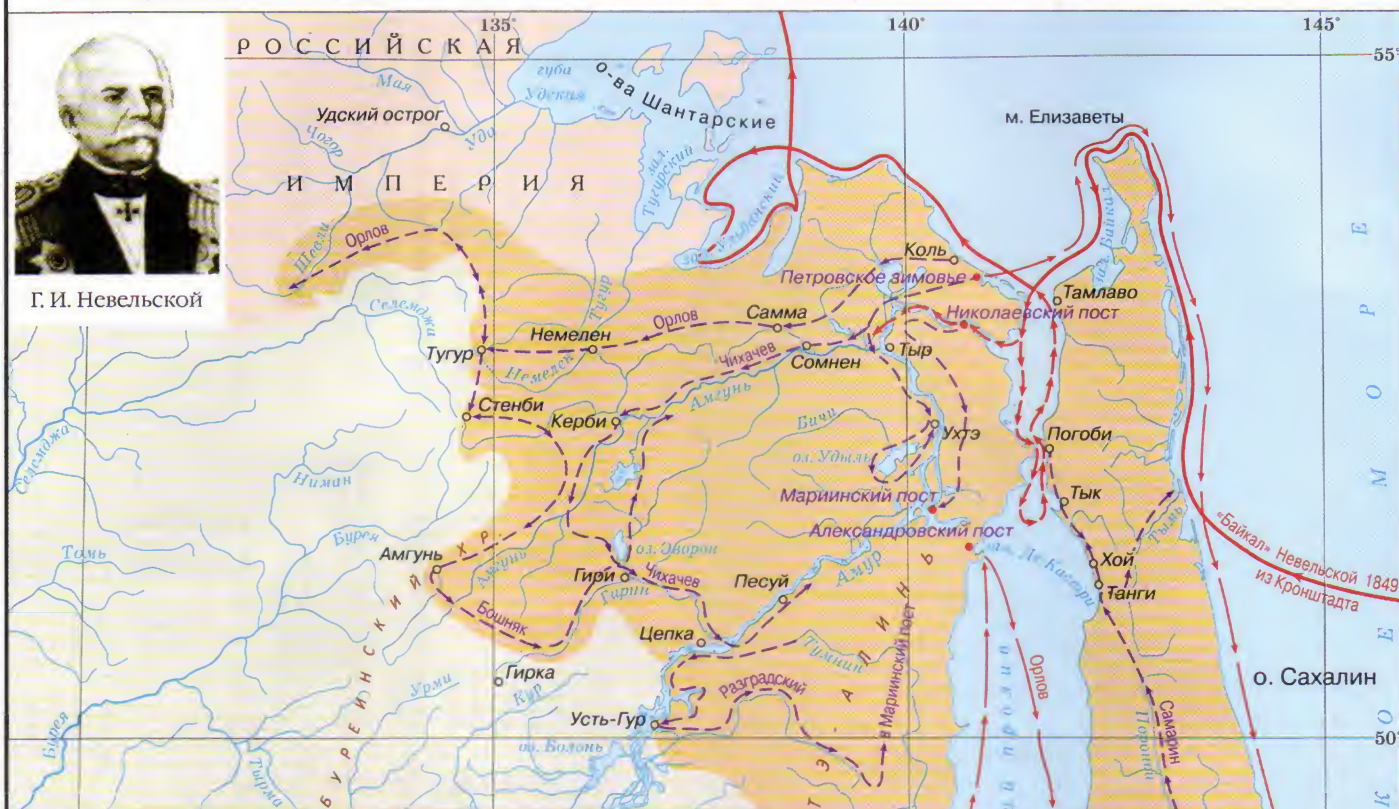 135°
140°
145°
55°
РОССИЙСКАЯ
ИМПЕРИЯ
Г. И. Невельской
Мая
губа
Удская
о-ва Шантарские
м. Елизаветы
Удский острог
Уда
Чогор
зал.
Тугурский
зал. Ульбанский
зал. Байкал
Шевли
Орлов
Коль
Петровское зимовье
Тамлаво
Николаевский пост
Селемджа
Тугур
Самма
Орлов
Немелен
Тугур
Немелен
Чихачев
Сомнен
Тыр
Стенби
Керби
Амгунь
Бичи
Ухтэ
Погоби
оз. Удыль
Селемджа
Ниман
Мариинский пост
Тык
Александровский пост
Тымь
Бурея
Томь
Амгунь
ХР.
Амгунь
оз. Эворон
Амур
зал. Де-Кастри
Хой
«Байкал» Невельской 1849
из Кронштадта
Гири
Чихачев
Песуй
Танги
Гирин
Бошняк
Цепка
Тумнин
Орлов
о. Сахалин
Гирка
Урми
Кур
Разградский
в Мариинский пост
Самарин
Усть-Гур
Поронай
50°
оз. Болонь
Бурея
Тырма
БУРЕИНСКИЙ
Т Э - А Л И Н Ь
ий пролив
К О Е М О Р Е